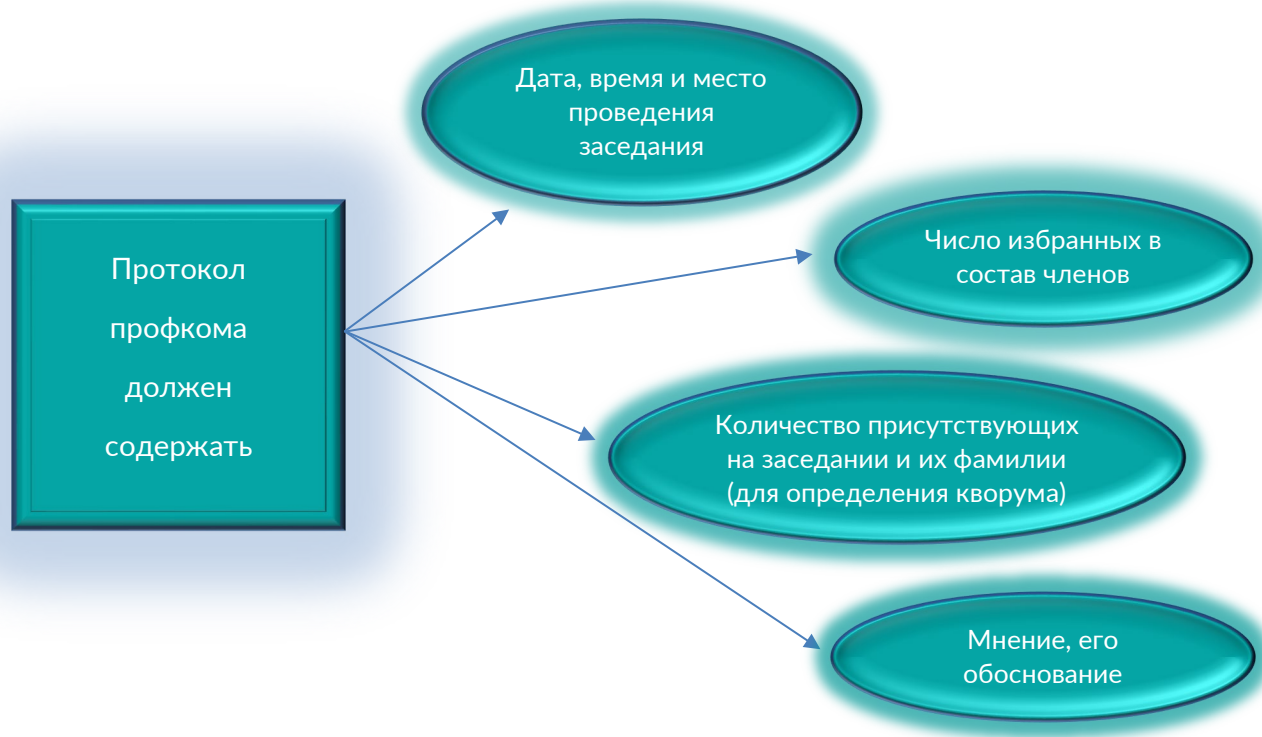 Протокол
профкома
должен
содержать
Дата, время и место
проведения
заседания
Число избранных в
состав членов
Количество присутствующих
на заседании и их фамилии
(для определения кворума)
Мнение, его
обоснование